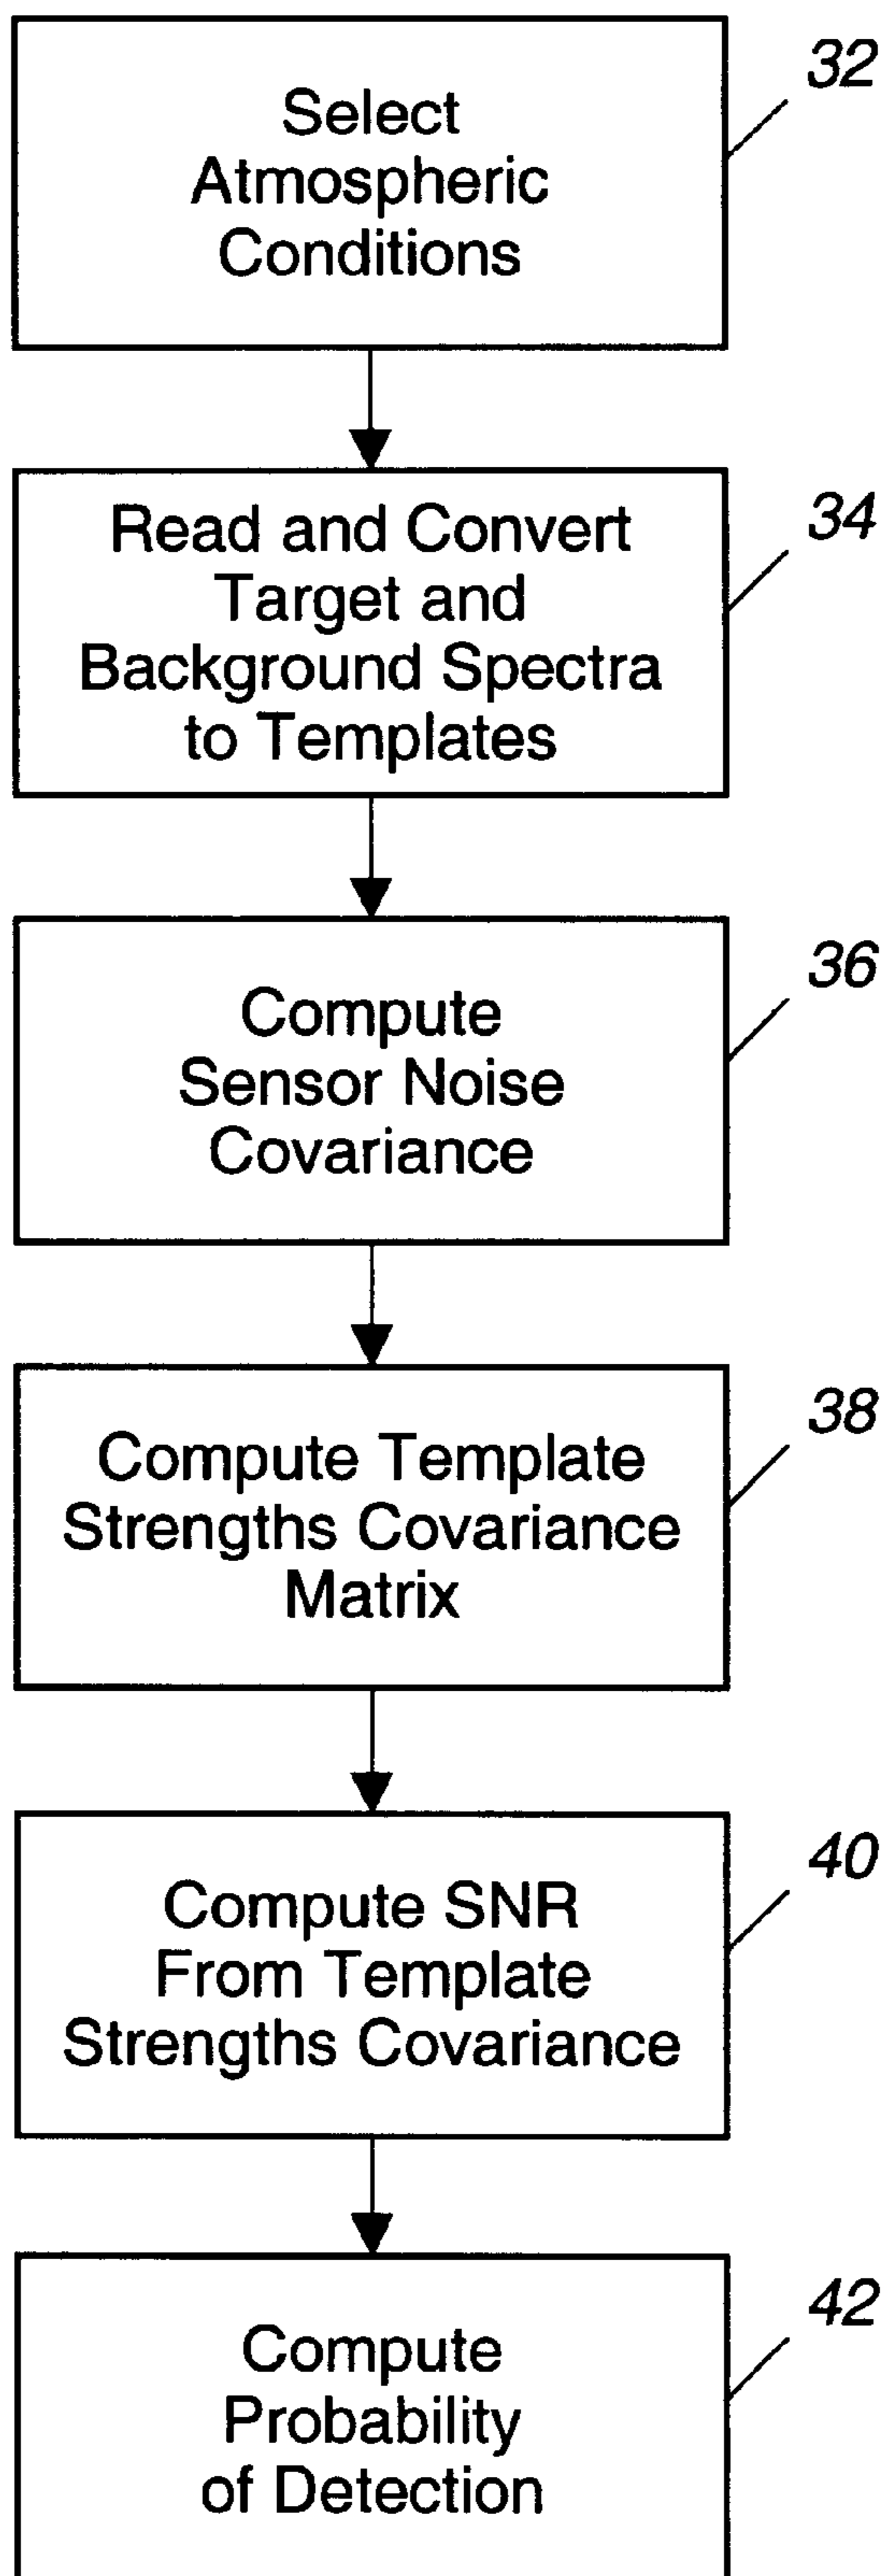 32
Select
Atmospheric
Conditions
34
Read and Convert
Target and
Background Spectra
to Templates
36
Compute
Sensor Noise
Covariance
38
Compute Template
Strengths Covariance
Matrix
40
Compute SNR
From Template
Strengths Covariance
42
Compute
Probability
of Detection